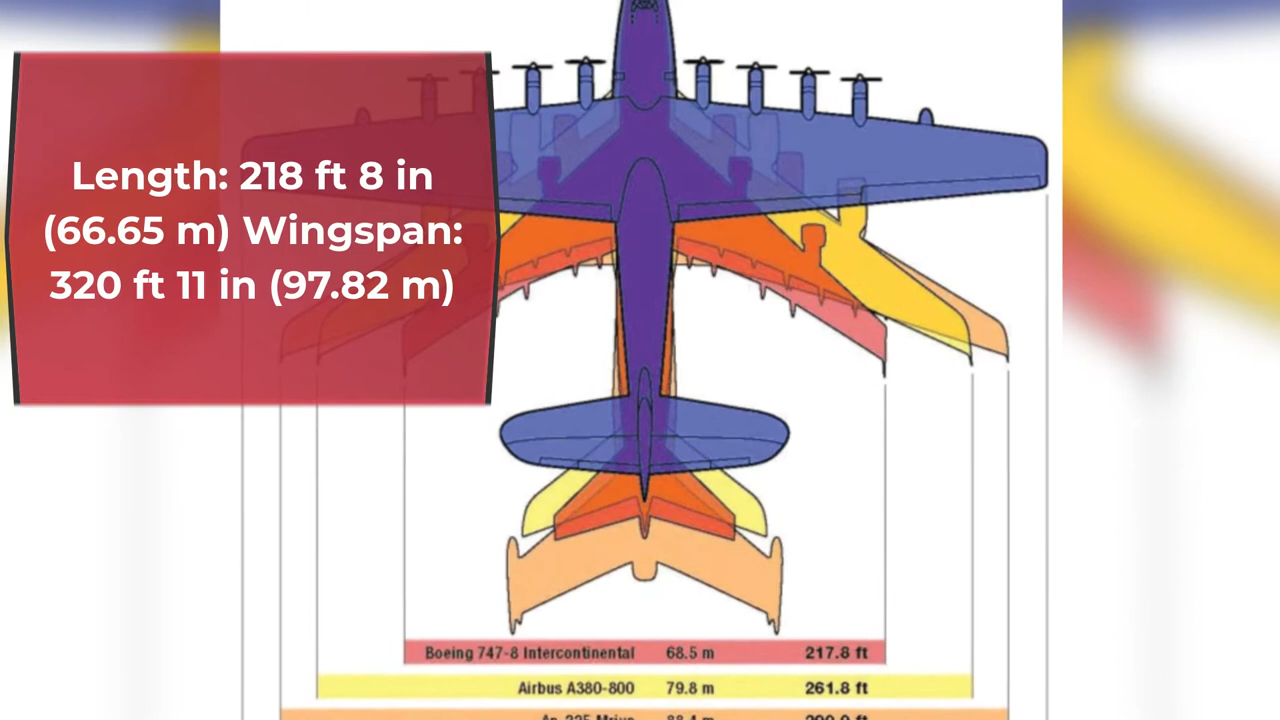 Length: 218 ft 8 in
(66.65 m) Wingspan:
320 ft 11 in (97.82 m)
Boeing 747-8 Intercontinental 68.5 m 217.8 ft
Airbus A380-800 79.8 m 261.8 ft